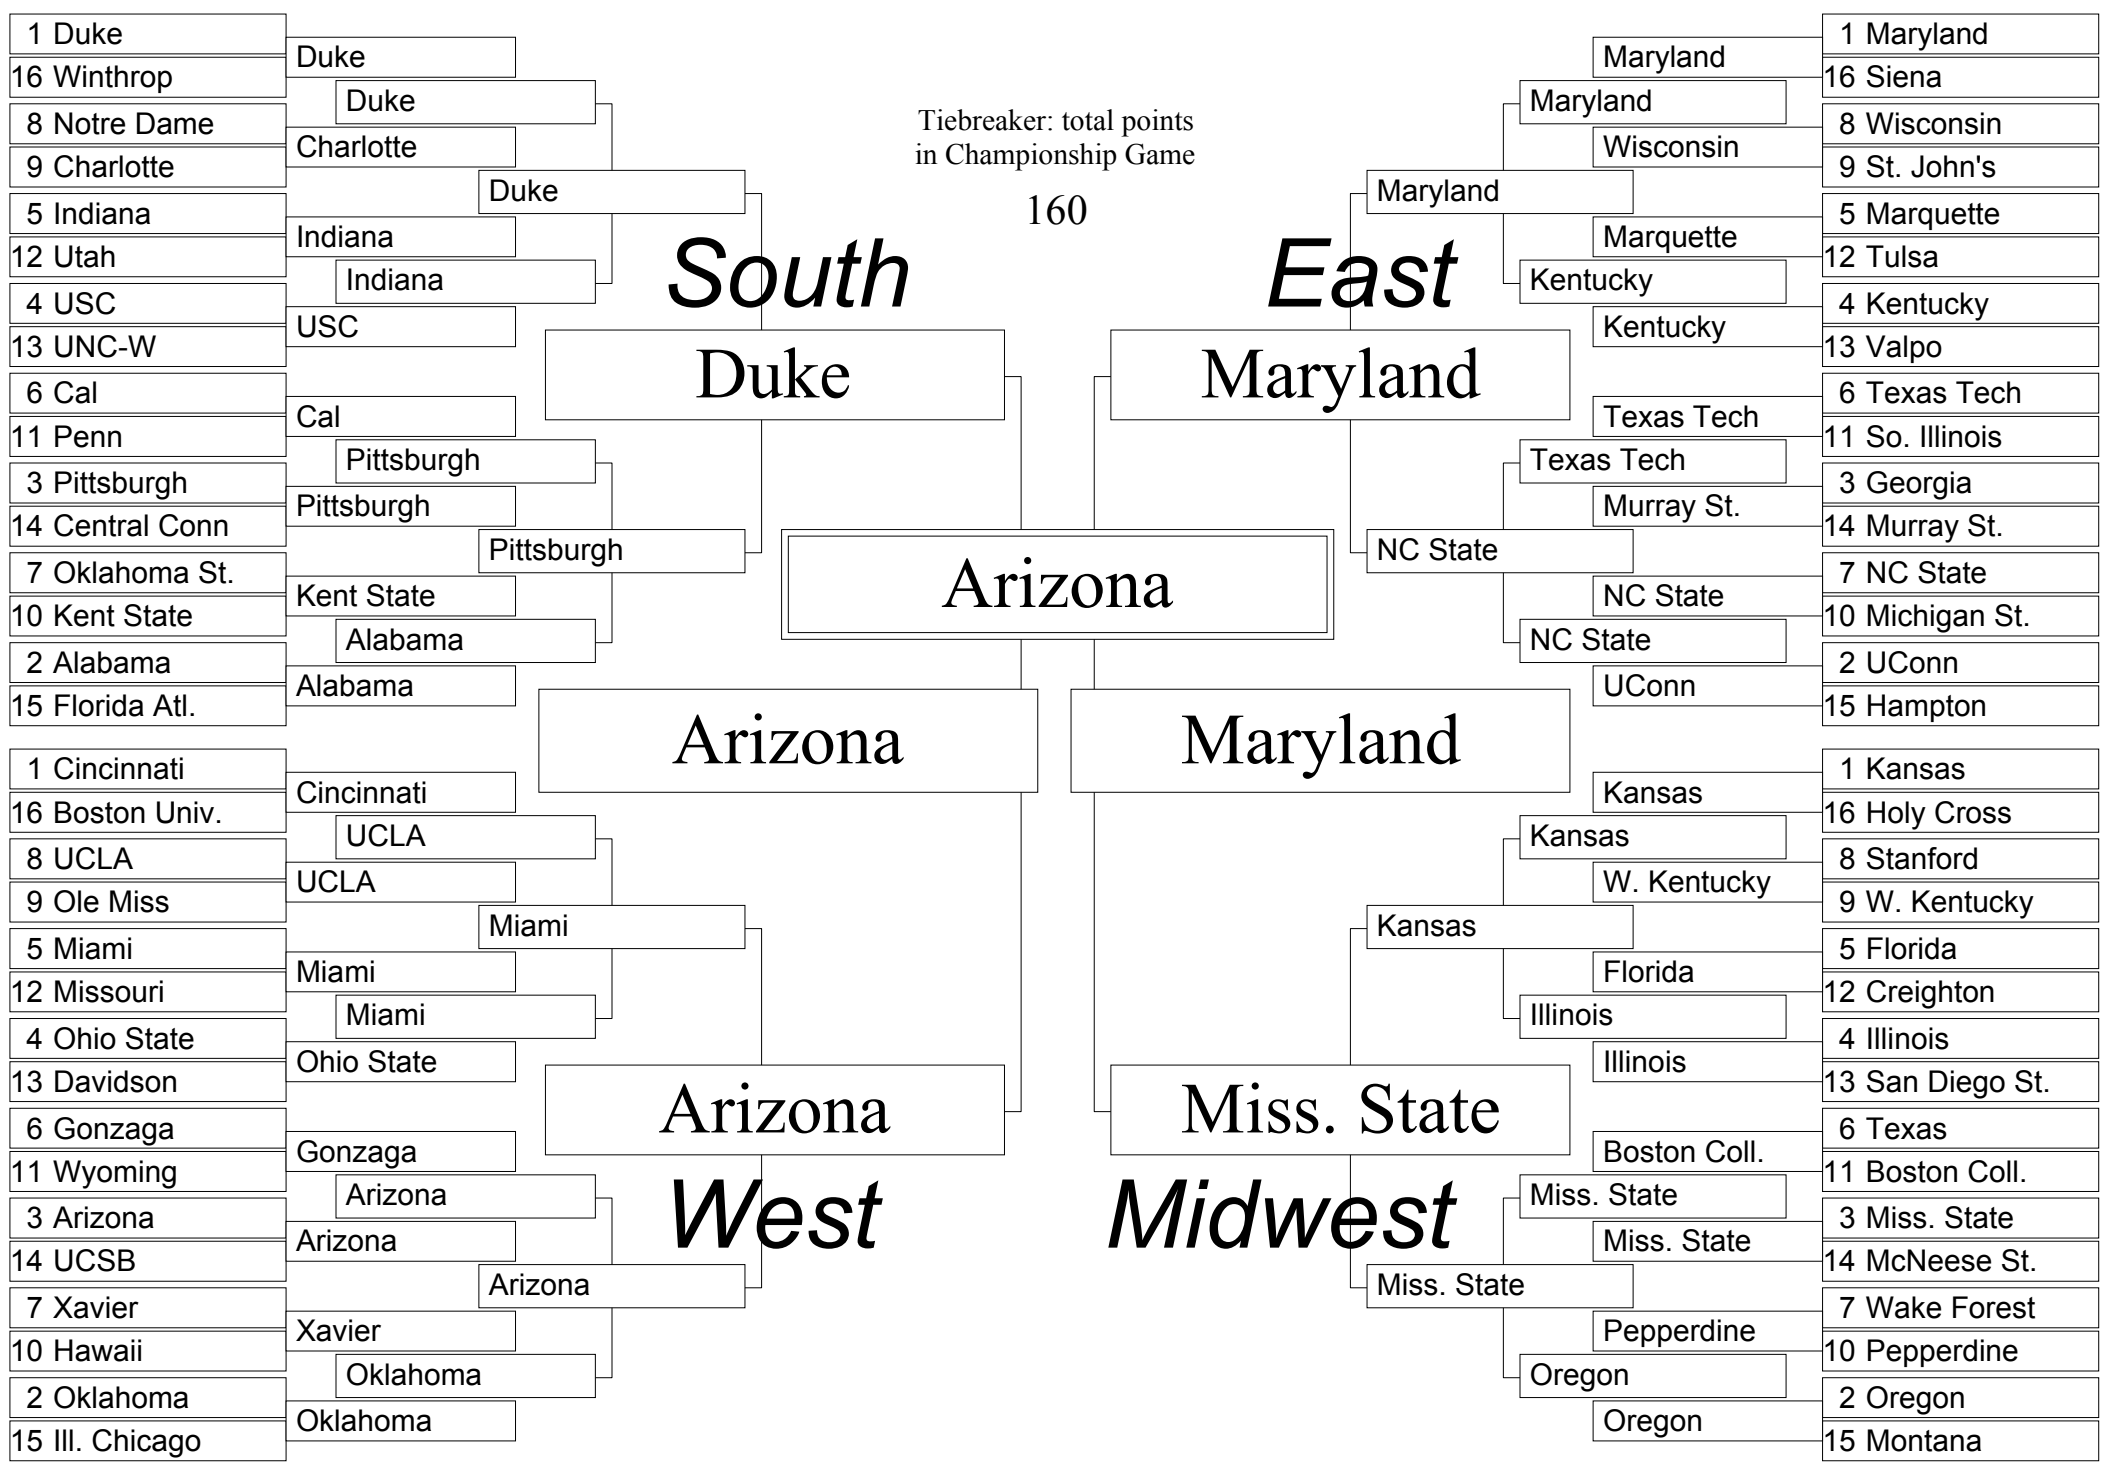 1 Duke
16 Winthrop
8 Notre Dame
9 Charlotte
5 Indiana
12 Utah
4 USC
13 UNC-W
6 Cal
11 Penn
3 Pittsburgh
14 Central Conn
7 Oklahoma St.
10 Kent State
2 Alabama
15 Florida Atl.
1 Cincinnati
16 Boston Univ.
8 UCLA
9 Ole Miss
5 Miami
12 Missouri
4 Ohio State
13 Davidson
6 Gonzaga
11 Wyoming
3 Arizona
14 UCSB
7 Xavier
10 Hawaii
2 Oklahoma
15 Ill. Chicago
Duke
Charlotte
Indiana
USC
Cal
Pittsburgh
Kent State
Alabama
Cincinnati
UCLA
Miami
Ohio State
Gonzaga
Arizona
Xavier
Oklahoma
Duke
Indiana
Pittsburgh
Alabama
UCLA
Miami
Arizona
Oklahoma
Duke
Pittsburgh
Miami
Arizona
South
Duke
Arizona
West
Arizona
Tiebreaker: total points
in Championship Game
160
Arizona
East
Maryland
Maryland
Miss. State
Midwest
Maryland
NC State
Kansas
Miss. State
Maryland
Kentucky
Texas Tech
NC State
Kansas
Illinois
Miss. State
Oregon
Maryland
Wisconsin
Marquette
Kentucky
Texas Tech
Murray St.
NC State
UConn
Kansas
W. Kentucky
Florida
Illinois
Boston Coll.
Miss. State
Pepperdine
Oregon
1 Maryland
16 Siena
8 Wisconsin
9 St. John's
5 Marquette
12 Tulsa
4 Kentucky
13 Valpo
6 Texas Tech
11 So. Illinois
3 Georgia
14 Murray St.
7 NC State
10 Michigan St.
2 UConn
15 Hampton
1 Kansas
16 Holy Cross
8 Stanford
9 W. Kentucky
5 Florida
12 Creighton
4 Illinois
13 San Diego St.
6 Texas
11 Boston Coll.
3 Miss. State
14 McNeese St.
7 Wake Forest
10 Pepperdine
2 Oregon
15 Montana